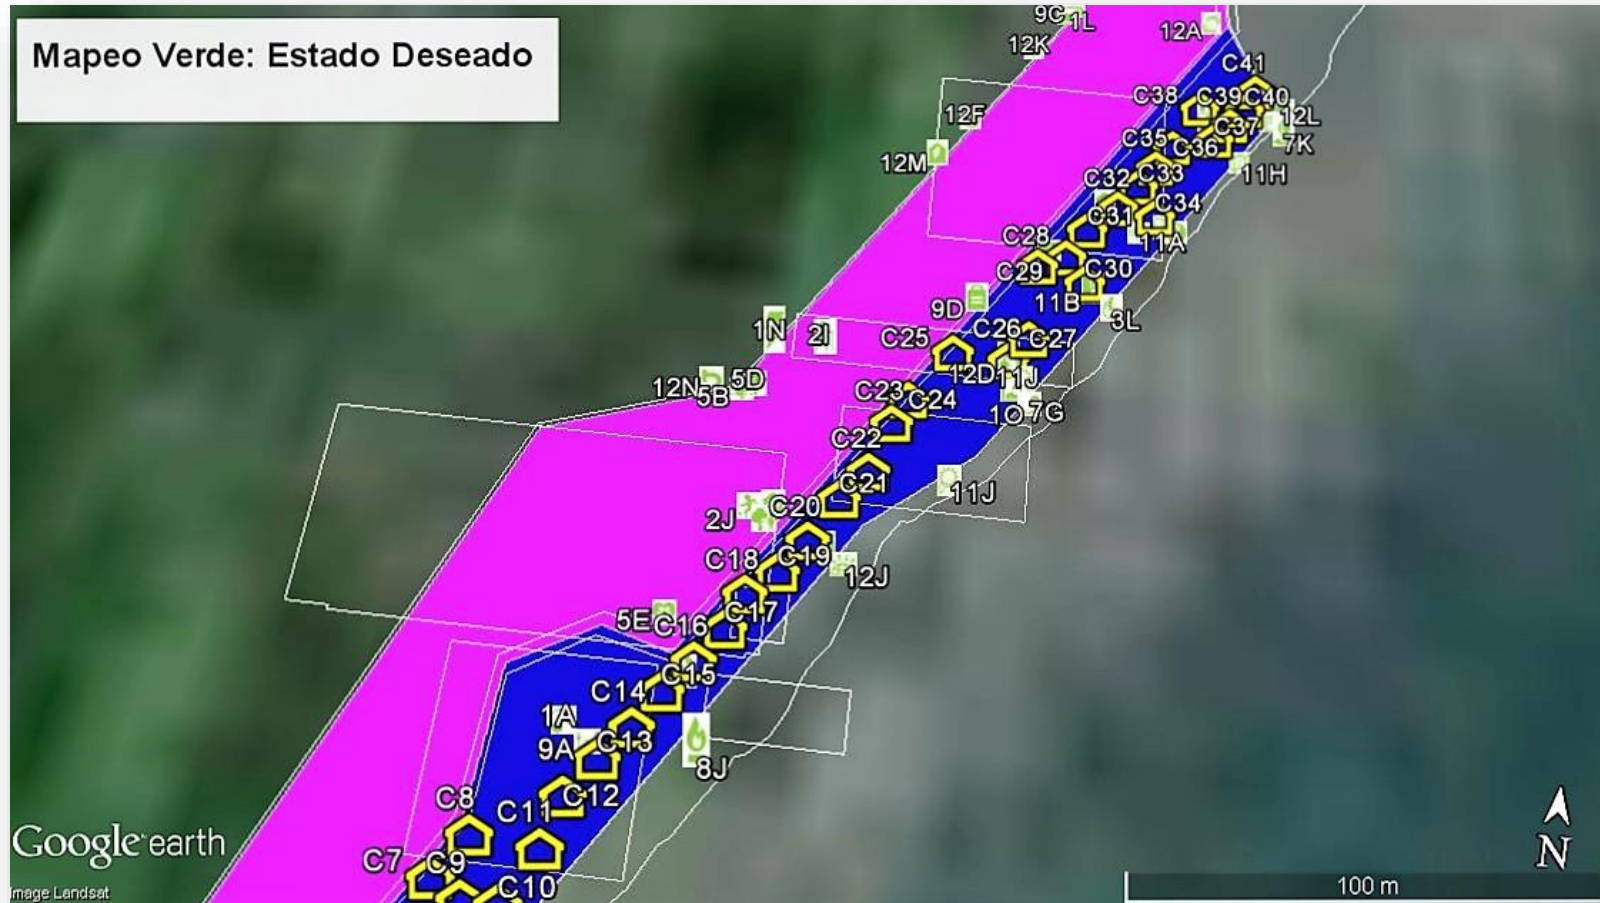 Mapeo Verde: Estado Deseado
9C
1L
12A
12K
C41
C38
C39
C40
12F
12L
C37
7K
C35
C36
12M
11H
C32
C33
C34
C31
11A
C28
C29
C30
11B
9D
3L
1N
2I
C25
C26
C27
12D
11J
12N
5B
5D
C23
C24
1O
7G
C22
C21
11J
2J
C20
C18
C19
12J
5E
C16
C17
C15
C14
1A
9A
C13
8J
C8
C11
C12
C7
C9
C10
Google earth
Image Landsat
N
100 m